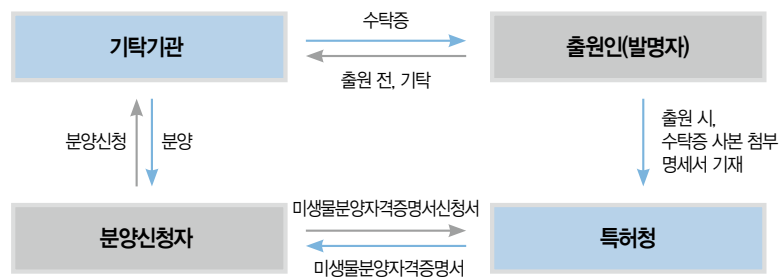 수탁증
기탁기관
출원인(발명자)
출원 전, 기탁
출원 시,
수탁증 사본 첨부
명세서 기재
분양신청
분양
미생물분양자격증명서신청서
분양신청자
특허청
미생물분양자격증명서